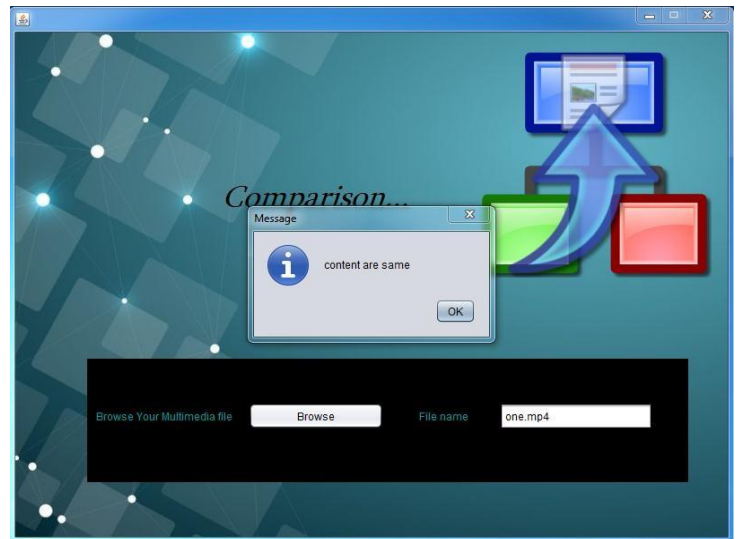 Comparison...
Message
content are same
OK
Browse Your Multimedia file Browse File name one.mp4